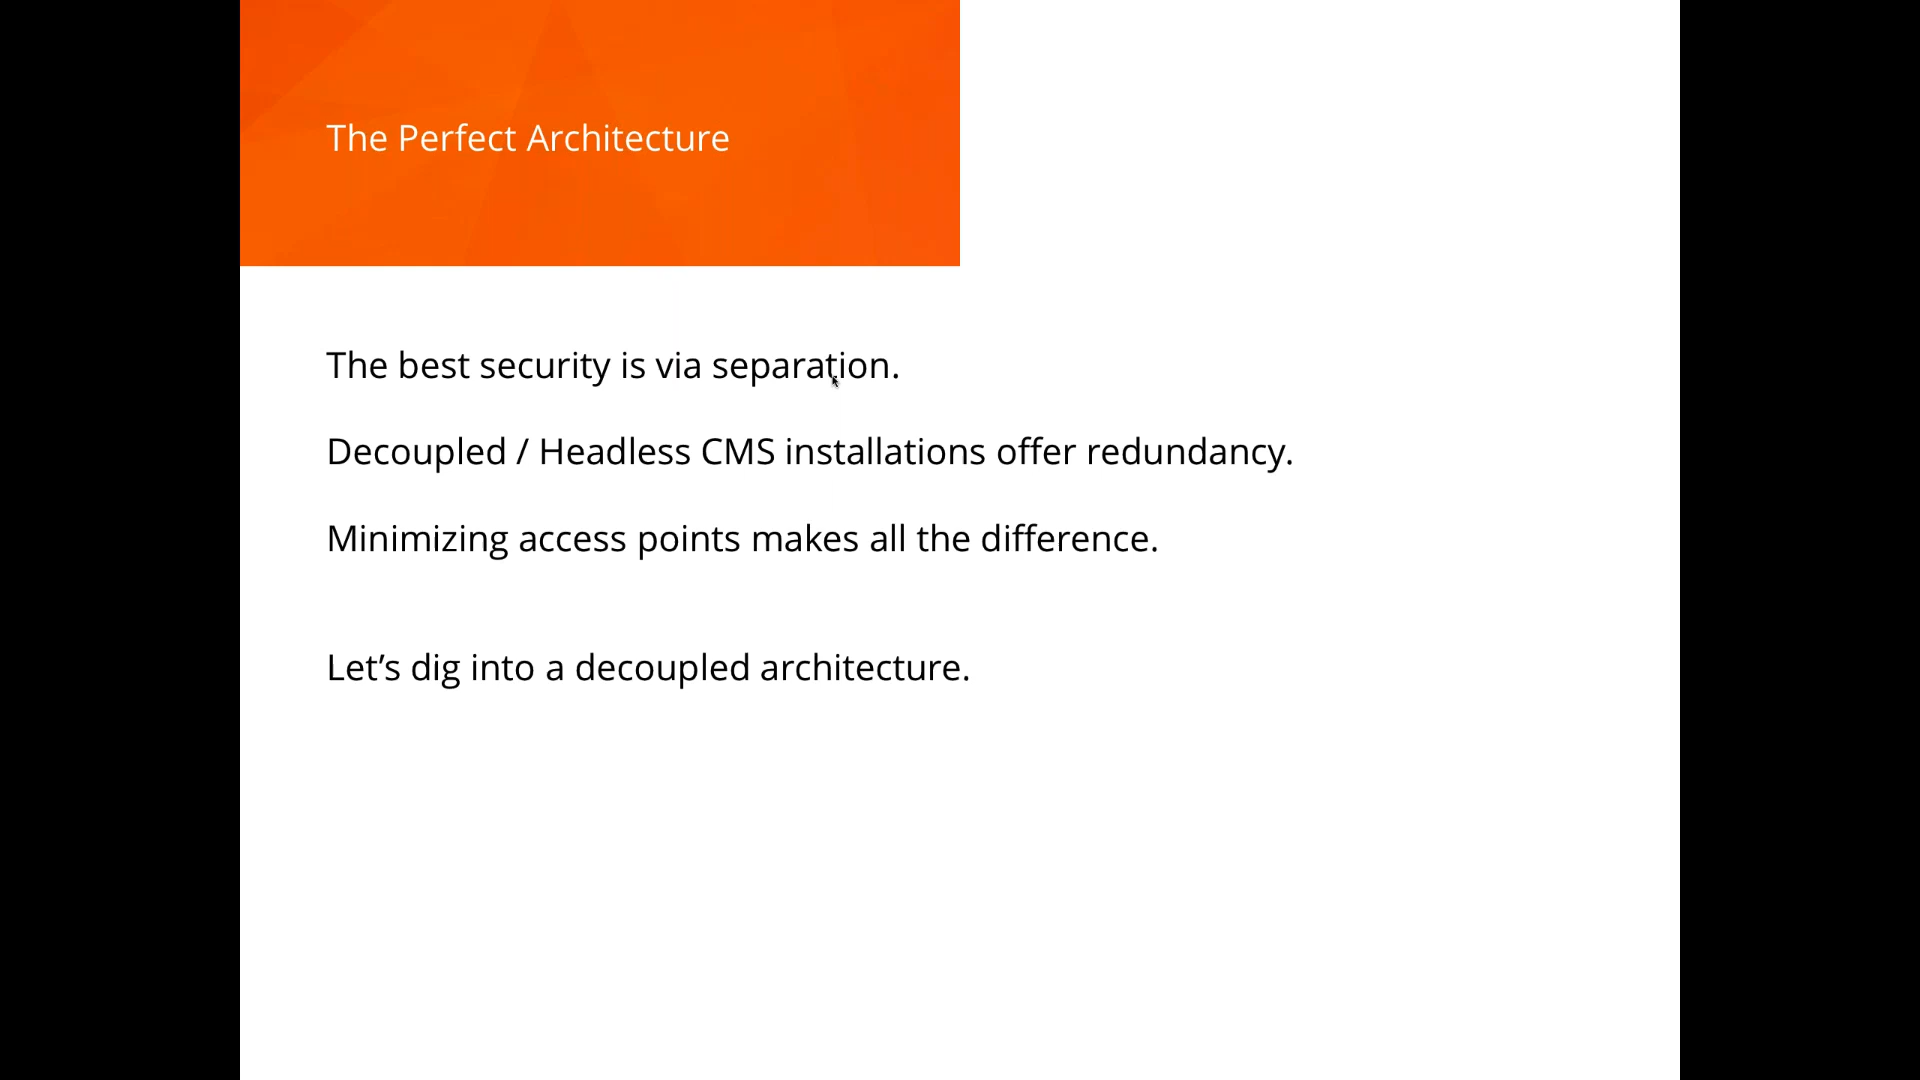 The Perfect Architecture
The best security is via separation.
Decoupled / Headless CMS installations offer redundancy.
Minimizing access points makes all the difference.
Let’s dig into a decoupled architecture.